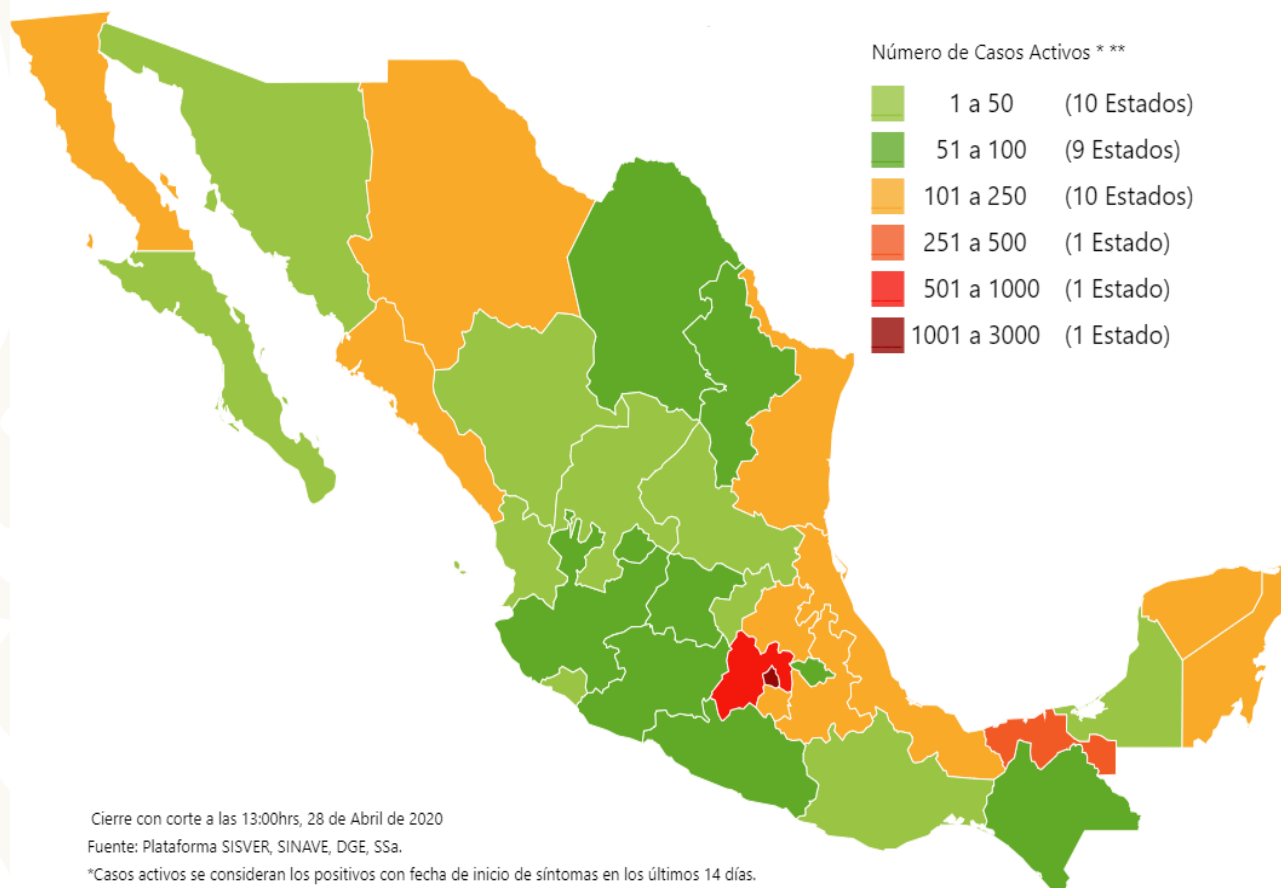 Número de Casos Activos * **
1 a 50 (10 Estados)
51 a 100 (9 Estados)
101 a 250 (10 Estados)
251 a 500 (1 Estado)
501 a 1000 (1 Estado)
1001 a 3000 (1 Estado)
Cierre con corte a las 13:00hrs, 28 de Abril de 2020
Fuente: Plataforma SISVER, SINAVE, DGE, SSa.
*Casos activos se consideran los positivos con fecha de inicio de síntomas en los últimos 14 días.